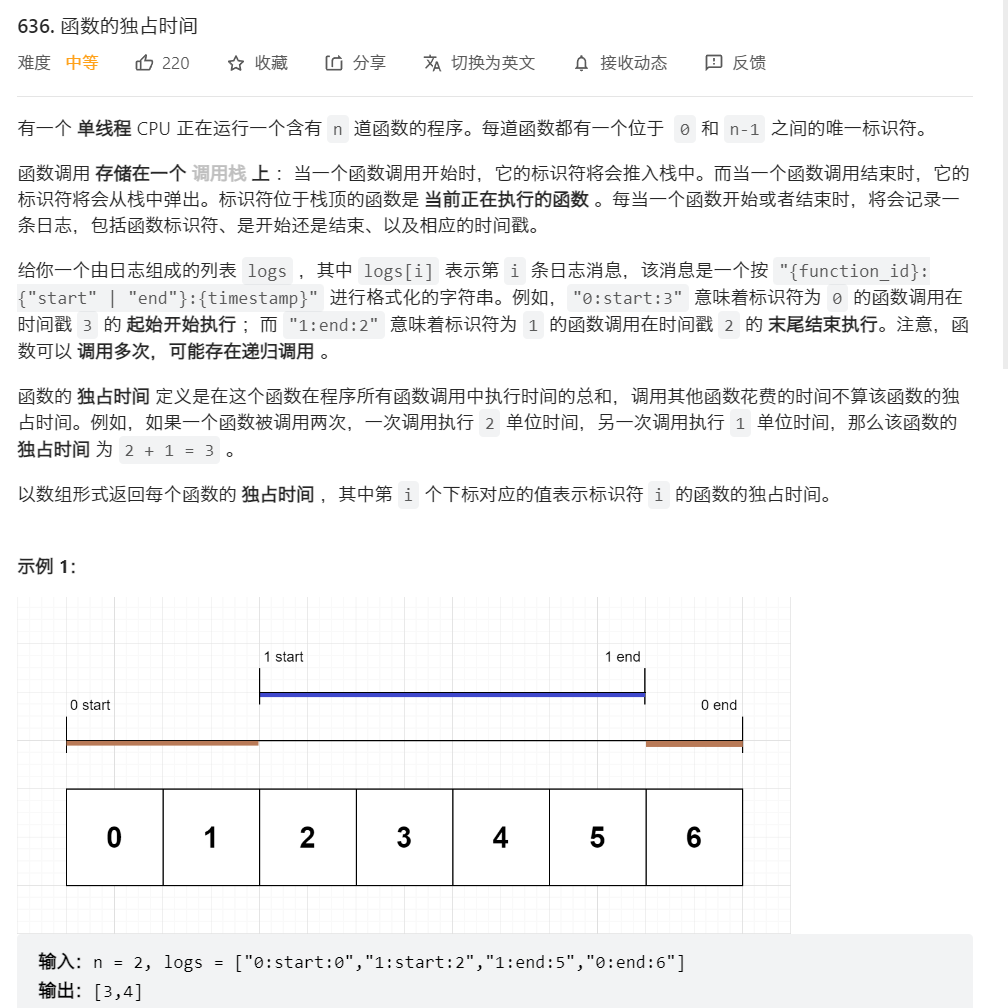 636. 函数的独占时间
难度 中等 220 收藏 分享 切换为英文 接收动态 反馈
有一个 单线程 CPU 正在运行一个含有 n 道函数的程序。每道函数都有一个位于 0 和 n-1 之间的唯一标识符。
函数调用 存储在一个 调用栈 上 ：当一个函数调用开始时，它的标识符将会推入栈中。而当一个函数调用结束时，它的
标识符将会从栈中弹出。标识符位于栈顶的函数是 当前正在执行的函数 。每当一个函数开始或者结束时，将会记录一
条日志，包括函数标识符、是开始还是结束、以及相应的时间戳。
给你一个由日志组成的列表 logs ，其中 logs[i] 表示第 i 条日志消息，该消息是一个按 "{function_id}:
{"start" | "end"}:{timestamp}" 进行格式化的字符串。例如，"0:start:3" 意味着标识符为 0 的函数调用在
时间戳 3 的 起始开始执行 ；而 "1:end:2" 意味着标识符为 1 的函数调用在时间戳 2 的 末尾结束执行。注意，函
数可以 调用多次，可能存在递归调用 。
函数的 独占时间 定义是在这个函数在程序所有函数调用中执行时间的总和，调用其他函数花费的时间不算该函数的独
占时间。例如，如果一个函数被调用两次，一次调用执行 2 单位时间，另一次调用执行 1 单位时间，那么该函数的
独占时间 为 2 + 1 = 3 。
以数组形式返回每个函数的 独占时间 ，其中第 i 个下标对应的值表示标识符 i 的函数的独占时间。
示例 1：
1 start 1 end
0 start 0 end
0 1 2 3 4 5 6
输入：n = 2, logs = ["0:start:0","1:start:2","1:end:5","0:end:6"]
输出：[3,4]